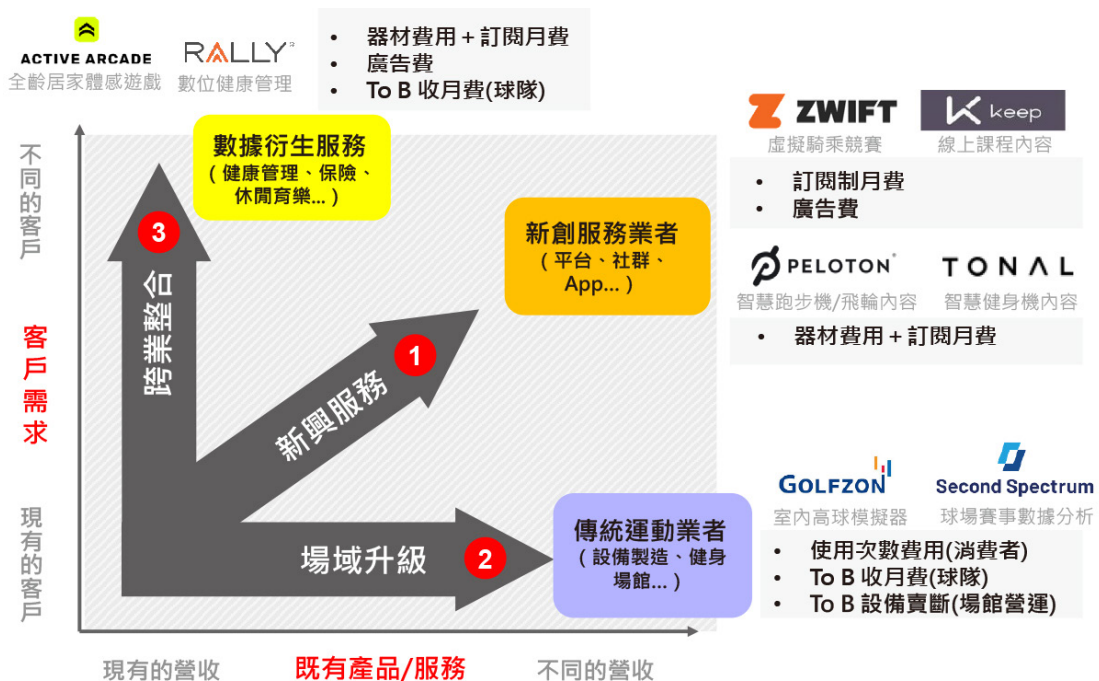 ACTIVE ARCADE
全齡居家體感遊戲
RALLY
數位健康管理
• 器材費用 + 訂閱月費
• 廣告費
• To B 收月費(球隊)
ZWIFT
虛擬騎乘競賽
keep
線上課程內容
• 訂閱制月費
• 廣告費
PELOTON
智慧跑步機/飛輪內容
TONAL
智慧健身機內容
• 器材費用 + 訂閱月費
GOLFZON
室內高球模擬器
Second Spectrum
球場賽事數據分析
• 使用次數費用(消費者)
• To B 收月費(球隊)
• To B 設備賣斷(場館營運)
不同的客戶
客戶需求
現有的客戶
數據衍生服務
( 健康管理、保險、
休閒育樂... )
3
跨業整合
新創服務業者
( 平台、社群、
App... )
1
新興服務
傳統運動業者
( 設備製造、健身
場館... )
場域升級
2
現有的營收
既有產品/服務
不同的營收